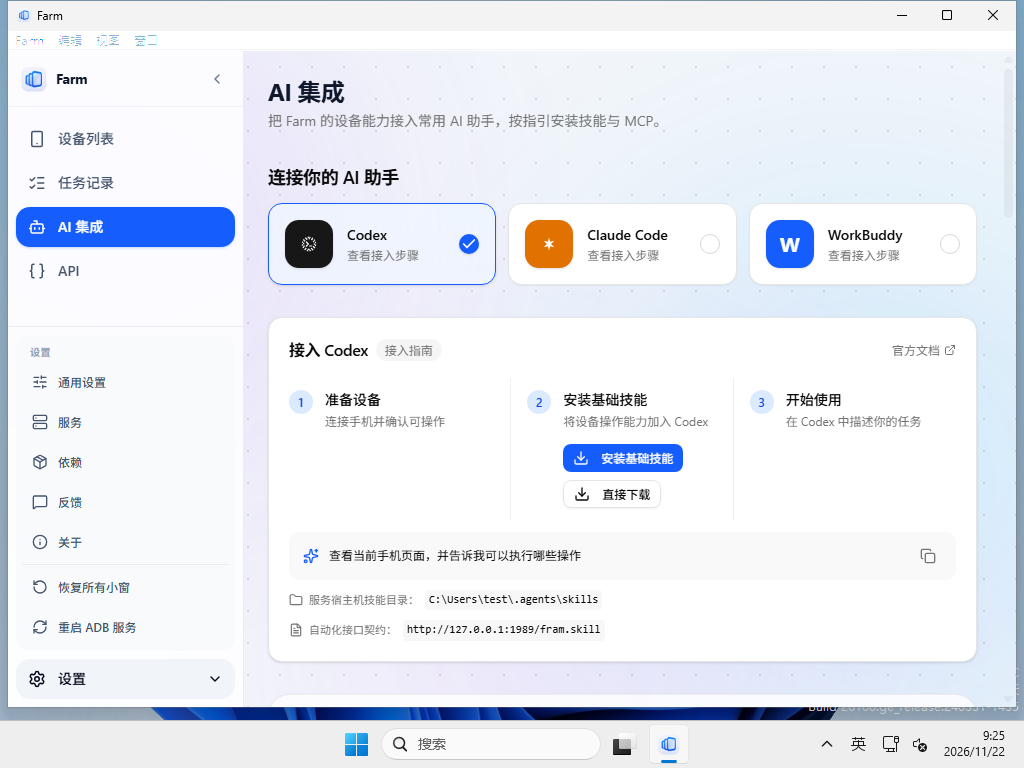 Farm
Farm 编辑 视图 窗口
Farm
设备列表
任务记录
AI 集成
API
设置
通用设置
服务
依赖
反馈
关于
恢复所有小窗
重启 ADB 服务
设置
AI 集成
把 Farm 的设备能力接入常用 AI 助手，按指引安装技能与 MCP。
连接你的 AI 助手
Codex
查看接入步骤
Claude Code
查看接入步骤
W
WorkBuddy
查看接入步骤
接入 Codex 接入指南
官方文档
1 准备设备
连接手机并确认可操作
2 安装基础技能
将设备操作能力加入 Codex
安装基础技能
直接下载
3 开始使用
在 Codex 中描述你的任务
查看当前手机页面，并告诉我可以执行哪些操作
服务宿主机技能目录： C:\Users\test\.agents\skills
自动化接口契约： http://127.0.0.1:1989/fram.skill
搜索
英
9:25
2026/11/22